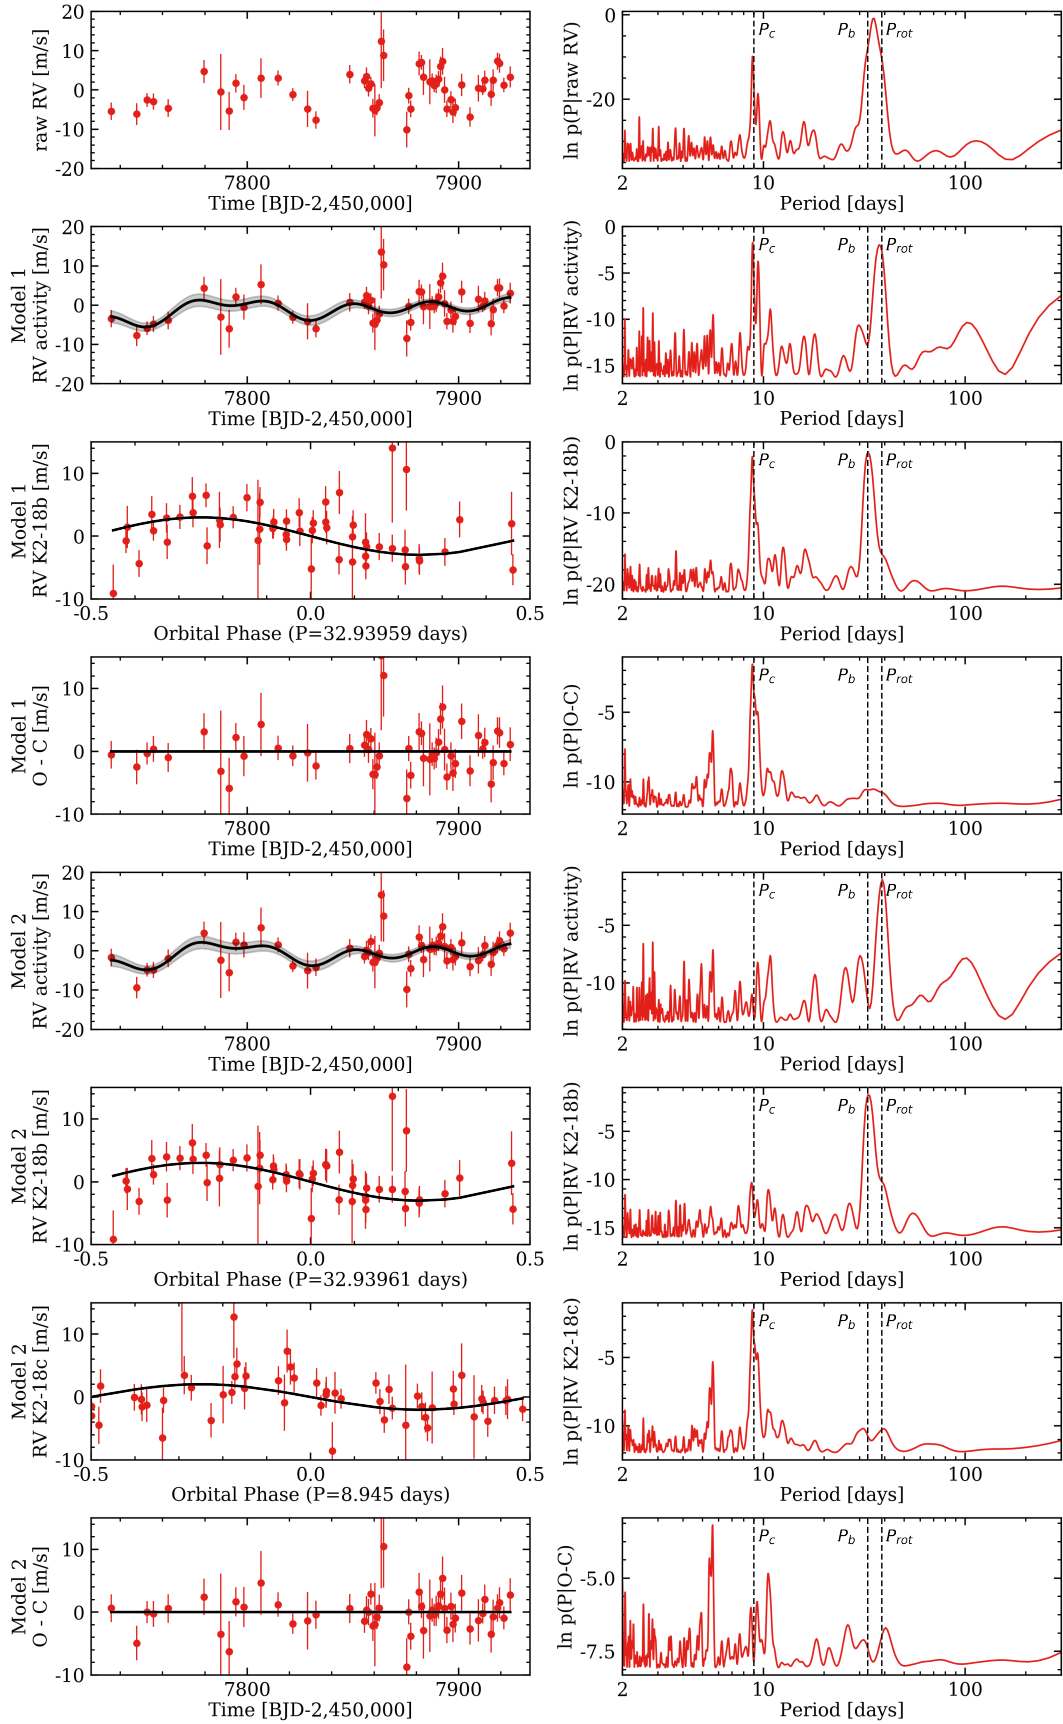 20
10
0
-10
-20
raw RV [m/s]
7800
7900
Time [BJD-2,450,000]
0
-20
ln p(P|raw RV)
P_c
P_b
P_rot
2
10
100
Period [days]
20
10
0
-10
-20
Model 1
RV activity [m/s]
7800
7900
Time [BJD-2,450,000]
0
-5
-10
-15
ln p(P|RV activity)
P_c
P_b
P_rot
2
10
100
Period [days]
10
0
-10
Model 1
RV K2-18b [m/s]
-0.5
0.0
0.5
Orbital Phase (P=32.93959 days)
0
-10
-20
ln p(P|RV K2-18b)
P_c
P_b
P_rot
2
10
100
Period [days]
10
0
-10
Model 1
O - C [m/s]
7800
7900
Time [BJD-2,450,000]
-5
-10
ln p(P|O-C)
P_c
P_b
P_rot
2
10
100
Period [days]
20
10
0
-10
-20
Model 2
RV activity [m/s]
7800
7900
Time [BJD-2,450,000]
-5
-10
ln p(P|RV activity)
P_c
P_b
P_rot
2
10
100
Period [days]
10
0
-10
Model 2
RV K2-18b [m/s]
-0.5
0.0
0.5
Orbital Phase (P=32.93961 days)
-5
-10
-15
ln p(P|RV K2-18b)
P_c
P_b
P_rot
2
10
100
Period [days]
10
0
-10
Model 2
RV K2-18c [m/s]
-0.5
0.0
0.5
Orbital Phase (P=8.945 days)
-5
-10
ln p(P|RV K2-18c)
P_c
P_b
P_rot
2
10
100
Period [days]
10
0
-10
Model 2
O - C [m/s]
7800
7900
Time [BJD-2,450,000]
-5.0
-7.5
ln p(P|O-C)
P_c
P_b
P_rot
2
10
100
Period [days]